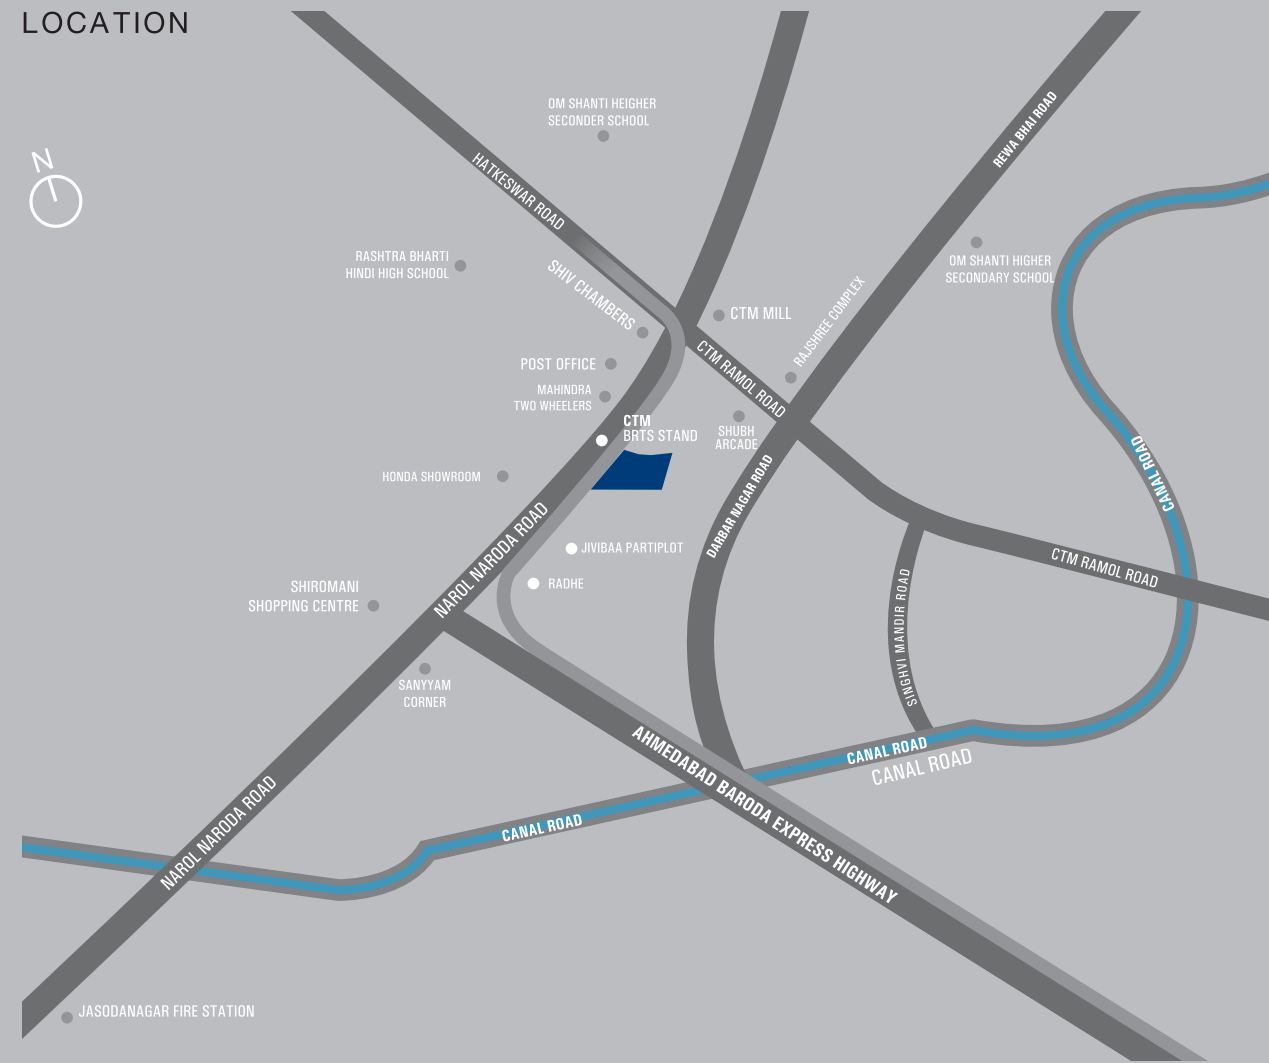 LOCATION
N
OM SHANTI HEIGHER
SECONDER SCHOOL
HATKESWAR ROAD
REWA BHAI ROAD
RASHTRA BHARTI
HINDI HIGH SCHOOL
OM SHANTI HIGHER
SECONDARY SCHOOL
SHIV CHAMBERS
CTM MILL
RAJSHREE COMPLEX
POST OFFICE
CTM RAMOL ROAD
MAHINDRA
TWO WHEELERS
CTM
BRTS STAND
SHUBH
ARCADE
HONDA SHOWROOM
DARBAR NAGAR ROAD
CANAL ROAD
NAROL NARODA ROAD
JIVIBAA PARTIPLOT
RADHE
CTM RAMOL ROAD
SHIROMANI
SHOPPING CENTRE
SINGHVI MANDIR ROAD
SANYYAM
CORNER
CANAL ROAD
CANAL ROAD
AHMEDABAD BARODA EXPRESS HIGHWAY
CANAL ROAD
NAROL NARODA ROAD
JASODANAGAR FIRE STATION